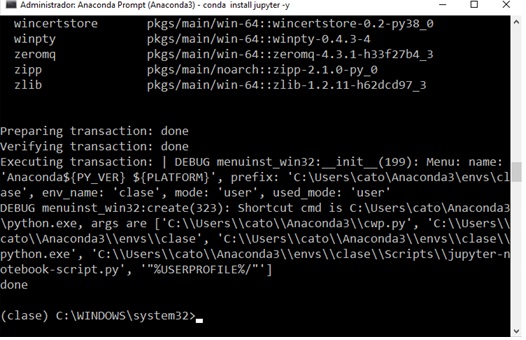 Administrador: Anaconda Prompt (Anaconda3) - conda install jupyter -y
wincertstore pkgs/main/win-64::wincertstore-0.2-py38_0
winpty pkgs/main/win-64::winpty-0.4.3-4
zeromq pkgs/main/win-64::zeromq-4.3.1-h33f27b4_3
zipp pkgs/main/noarch::zipp-2.1.0-py_0
zlib pkgs/main/win-64::zlib-1.2.11-h62dcd97_3
Preparing transaction: done
Verifying transaction: done
Executing transaction: | DEBUG menuinst_win32:__init__(199): Menu: name:
'Anaconda${PY_VER} ${PLATFORM}', prefix: 'C:\Users\cato\Anaconda3\envs\cl
ase', env_name: 'clase', mode: 'user', used_mode: 'user'
DEBUG menuinst_win32:create(323): Shortcut cmd is C:\Users\cato\Anaconda3
\python.exe, args are ['C:\\Users\\cato\\Anaconda3\\cwp.py', 'C:\\Users\\
cato\\Anaconda3\\envs\\clase', 'C:\\Users\\cato\\Anaconda3\\envs\\clase\\
python.exe', 'C:\\Users\\cato\\Anaconda3\\envs\\clase\\Scripts\\jupyter-n
otebook-script.py', '"%USERPROFILE%/"']
done
(clase) C:\WINDOWS\system32>